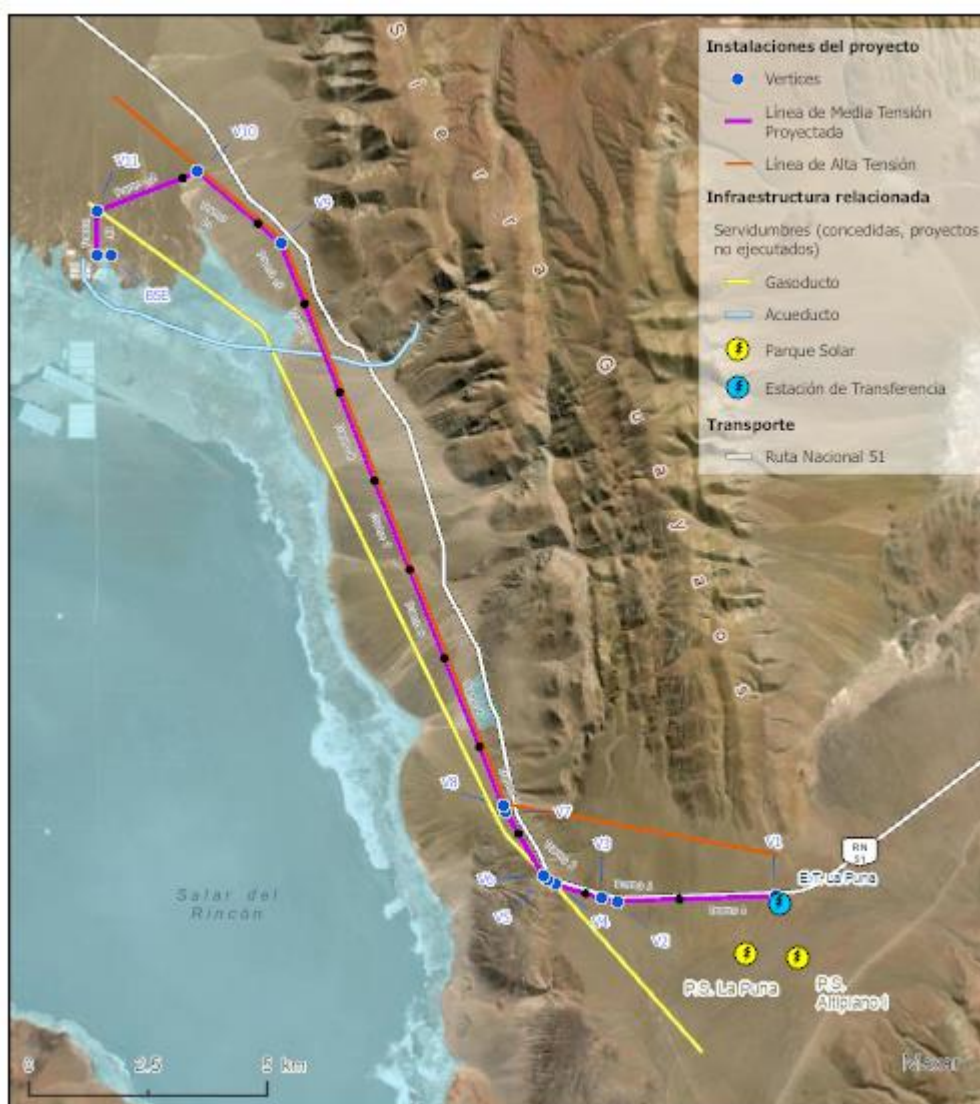 Instalaciones del proyecto
Vertices
Línea de Media Tensión
Proyectada
Línea de Alta Tensión
Infraestructura relacionada
Servidumbres (concedidas, proyectos
no ejecutados)
Gasoducto
Acueducto
Parque Solar
Estación de Transferencia
Transporte
Ruta Nacional 51
V10
V11
V9
BSE
V8
V7
V3
V1
RN
51
E.T. La Puna
V6
V5
V4
V2
P.S. La Puna
P.S.
Altiplano I
Salar del
Rincón
0 2.5 5 km
Maxar